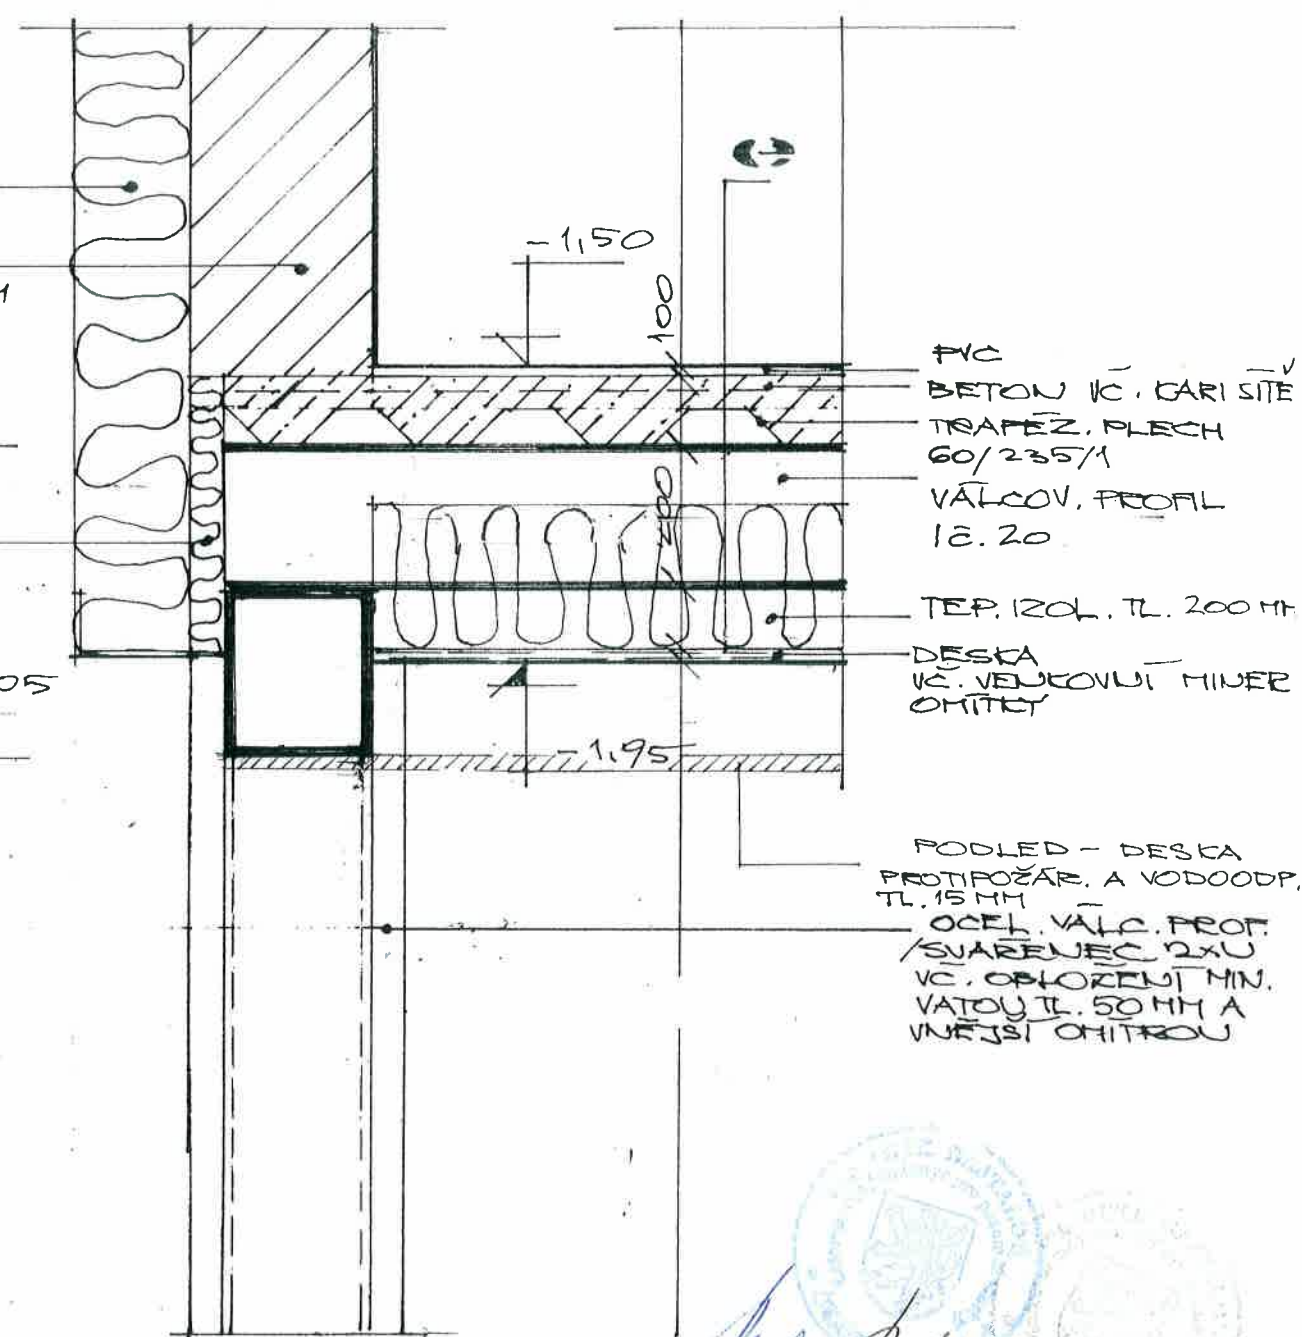 -1,50
100
200
-1,95
1
05
PVC
BETON VČ. KARI SÍTĚ
TRAPÉZ. PLECH
60/235/1
VÁLCOV. PROFIL
I č. 20
TEP. IZOL. TL. 200 MM
DESKA
VČ. VENKOVNÍ MINER
OMÍTKY
PODLED - DESKA
PROTIPOŽÁR. A VODOODP.
TL. 15 MM
OCEL. VÁLC. PROF.
/SVAŘENEC 2xU
VČ. OBLOŽENÍ MIN.
VATOU TL. 50 MM A
VNĚJŠÍ OMÍTKOU